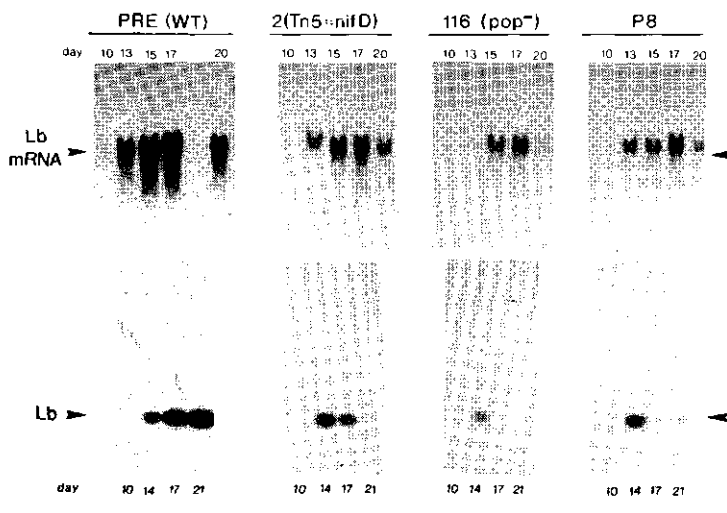 PRE (WT) 2(Tn5::nifD) 116 (pop⁻) P8
day 10 13 15 17 20 10 13 15 17 20 10 13 15 17 20 10 13 15 17 20
Lb
mRNA
Lb
day 10 14 17 21 10 14 17 21 10 14 17 21 10 14 17 21